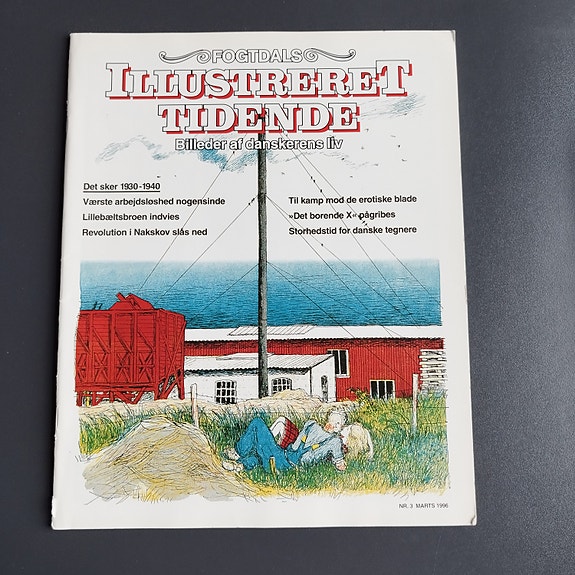 FOGTDALS
ILLUSTRERET
TIDENDE
Billeder af danskerens liv
Det sker 1930-1940
Værste arbejdsløshed nogensinde
Lillebæltsbroen indvies
Revolution i Nakskov slås ned
Til kamp mod de erotiske blade
»Det borende X« pågribes
Storhedstid for danske tegnere
NR. 3 MARTS 1996